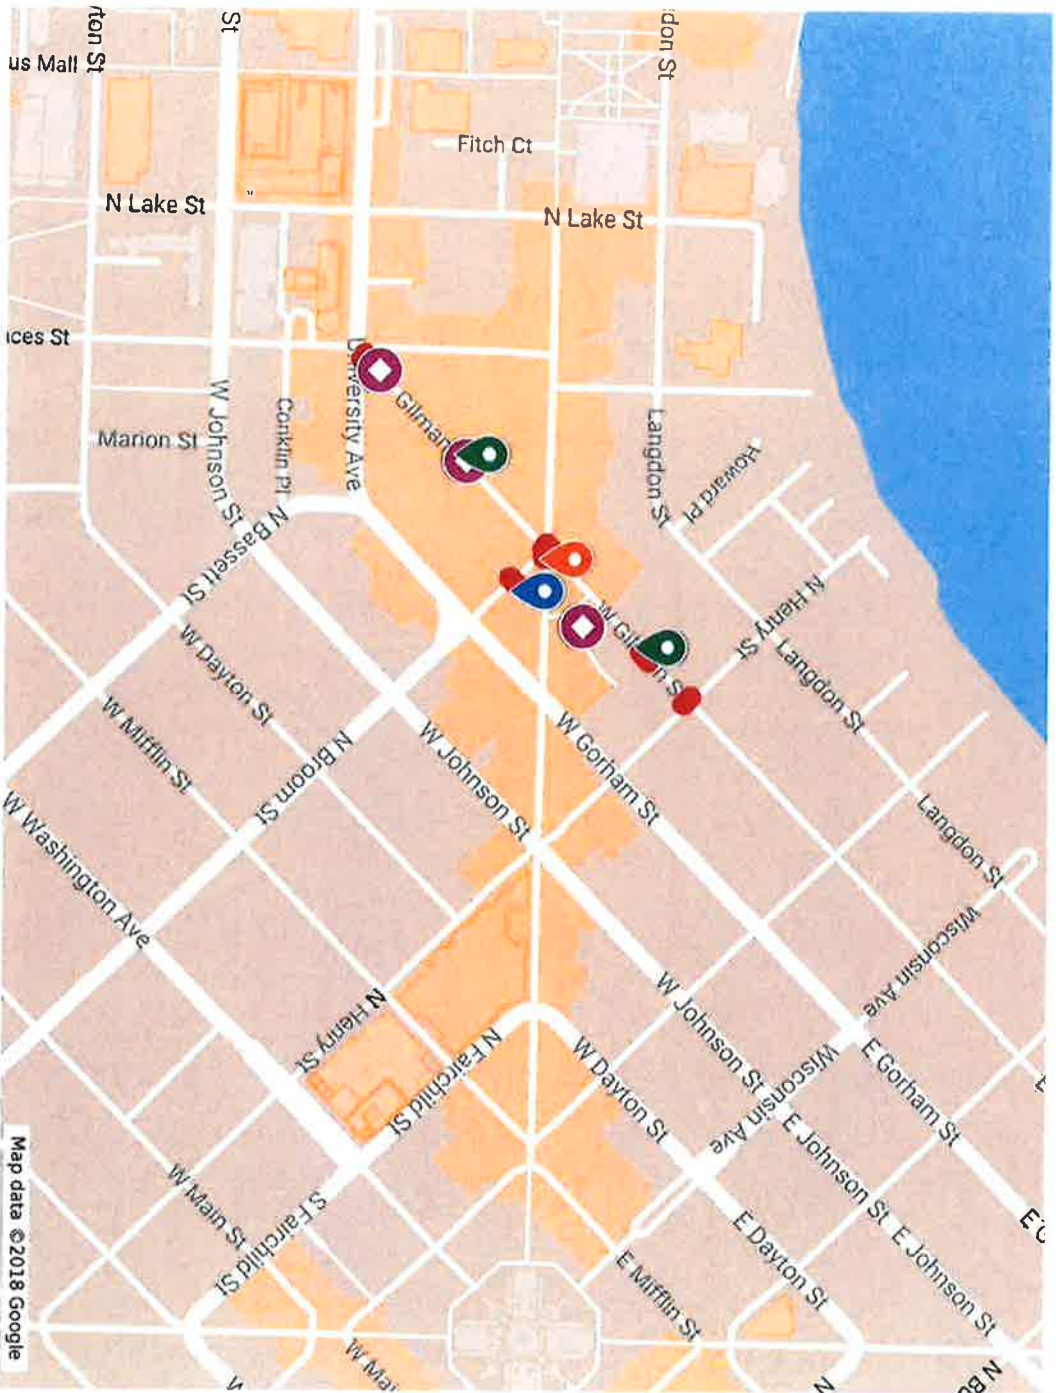 ton St
St
don St
us Mall
Fitch Ct
N Lake St
N Lake St
ces St
University Ave
W Johnson St
Conklin Pl
Gilman
Marion St
Langdon St
Howard Pl
N Bassett St
N Henry St
W Gilman St
Langdon St
W Dayton St
W Mifflin St
N Broom St
W Johnson St
W Gorham St
Langdon St
W Washington Ave
Wisconsin Ave
N Henry St
W Johnson St
N Fairchild St
W Dayton St
Wisconsin Ave
E Gorham St
E Johnson St
W Main St
S Fairchild St
E Dayton St
E Johnson St
E Mifflin St
W Mai
N Bu
Map data ©2018 Google